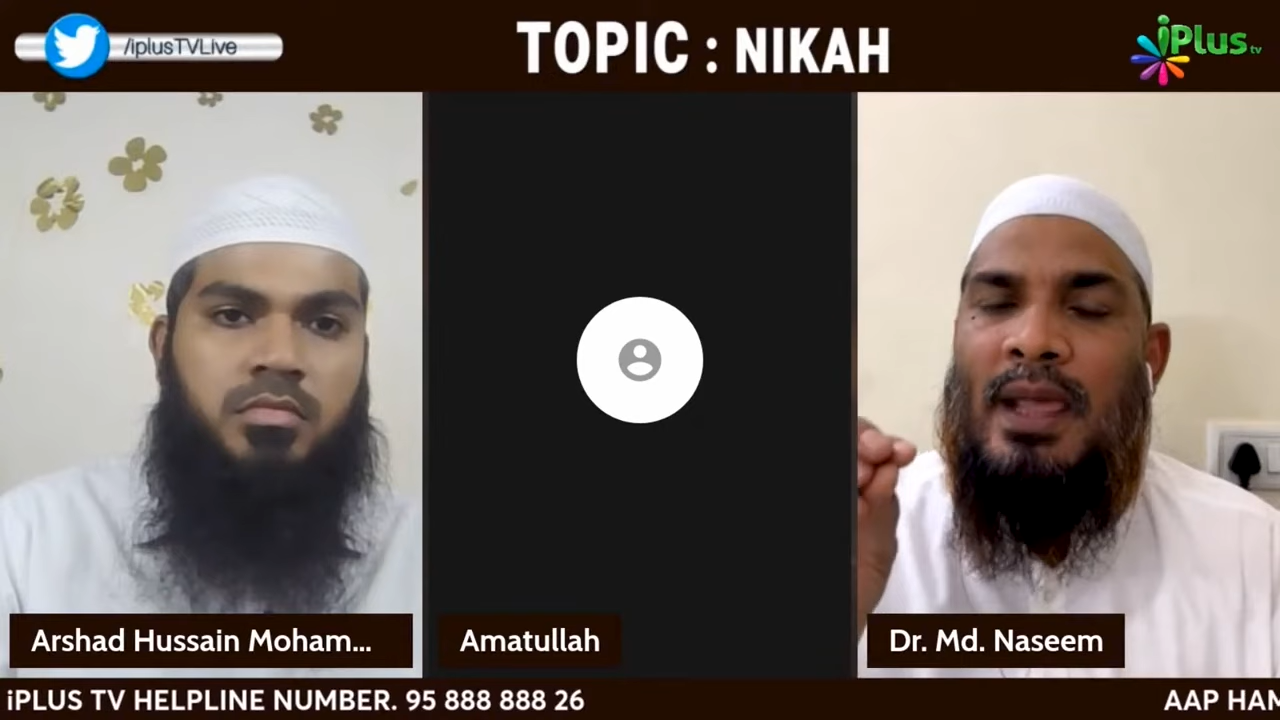 /iplusTVLive
TOPIC : NIKAH
iPlus tv
Arshad Hussain Moham...
Amatullah
Dr. Md. Naseem
iPLUS TV HELPLINE NUMBER. 95 888 888 26
AAP HAM